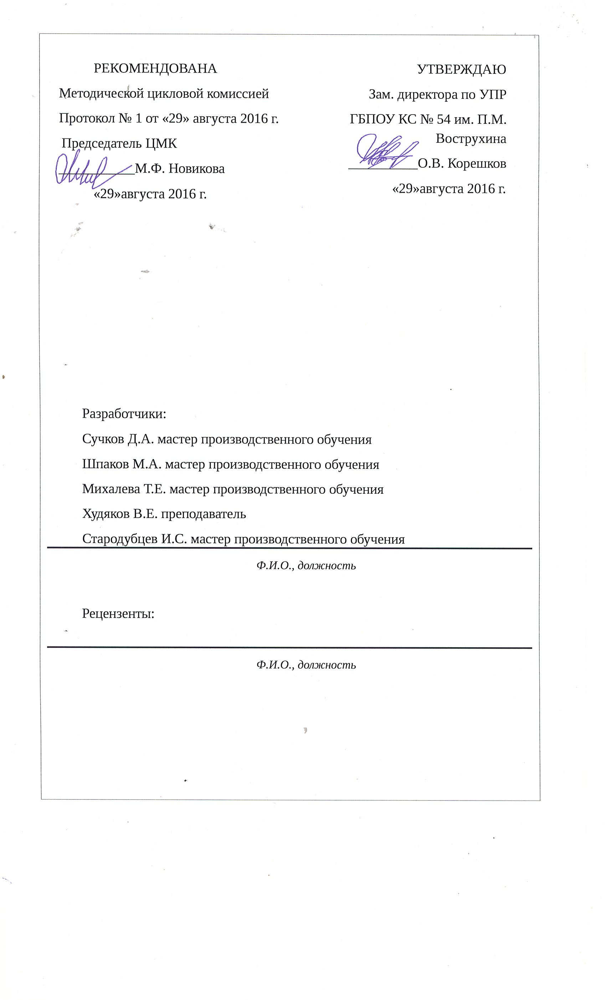 РЕКОМЕНДОВАНА
Методической цикловой комиссией
Протокол № 1 от «29» августа 2016 г.
Председатель ЦМК
____________М.Ф. Новикова
«29»августа 2016 г.
УТВЕРЖДАЮ
Зам. директора по УПР
ГБПОУ КС № 54 им. П.М.
Вострухина
___________О.В. Корешков
«29»августа 2016 г.
Разработчики:
Сучков Д.А. мастер производственного обучения
Шпаков М.А. мастер производственного обучения
Михалева Т.Е. мастер производственного обучения
Худяков В.Е. преподаватель
Стародубцев И.С. мастер производственного обучения
Ф.И.О., должность
Рецензенты:
Ф.И.О., должность